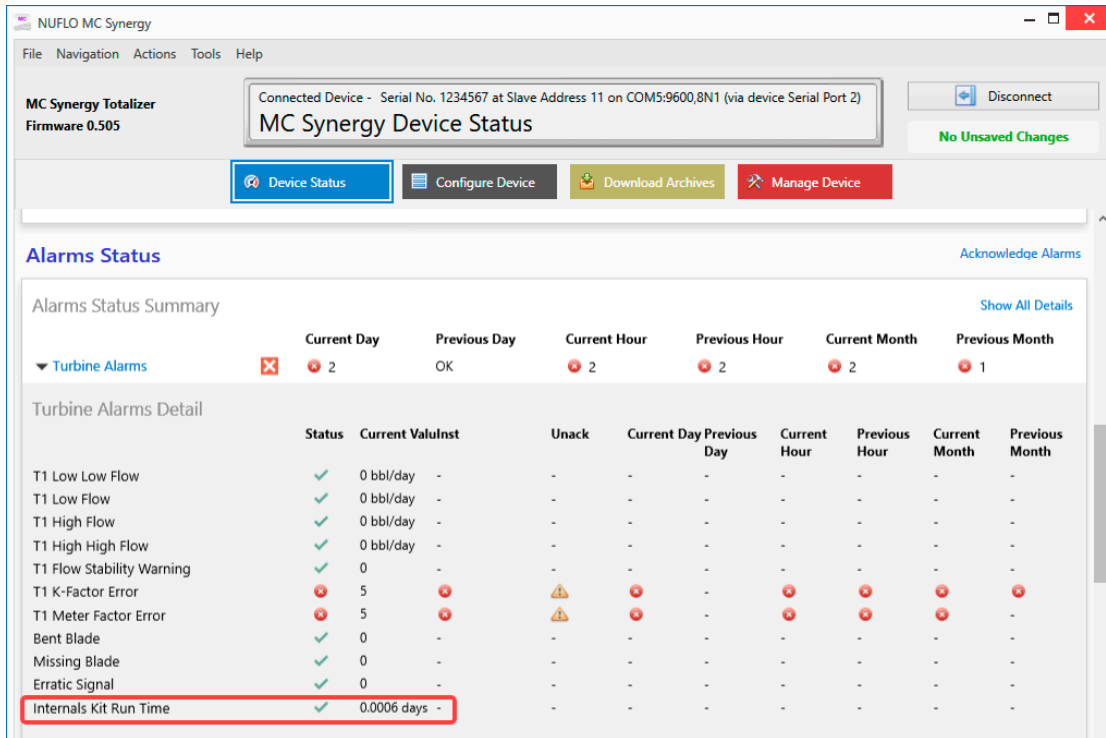 MC
NUFLO MC Synergy
File Navigation Actions Tools Help
MC Synergy Totalizer
Firmware 0.505
Connected Device - Serial No. 1234567 at Slave Address 11 on COM5:9600,8N1 (via device Serial Port 2)
MC Synergy Device Status
Disconnect
No Unsaved Changes
Device Status Configure Device Download Archives Manage Device
Alarms Status Acknowledge Alarms
Alarms Status Summary Show All Details
Current Day Previous Day Current Hour Previous Hour Current Month Previous Month
Turbine Alarms 2 OK 2 2 2 1
Turbine Alarms Detail
Status Current ValuInst Unack Current Day Previous Day Current Hour Previous Hour Current Month Previous Month
T1 Low Low Flow 0 bbl/day - - - - - - - -
T1 Low Flow 0 bbl/day - - - - - - - -
T1 High Flow 0 bbl/day - - - - - - - -
T1 High High Flow 0 bbl/day - - - - - - - -
T1 Flow Stability Warning 0 - - - - - - - -
T1 K-Factor Error 5 -
T1 Meter Factor Error 5 - -
Bent Blade 0 - - - - - - - -
Missing Blade 0 - - - - - - - -
Erratic Signal 0 - - - - - - - -
Internals Kit Run Time 0.0006 days - - - - - - - -